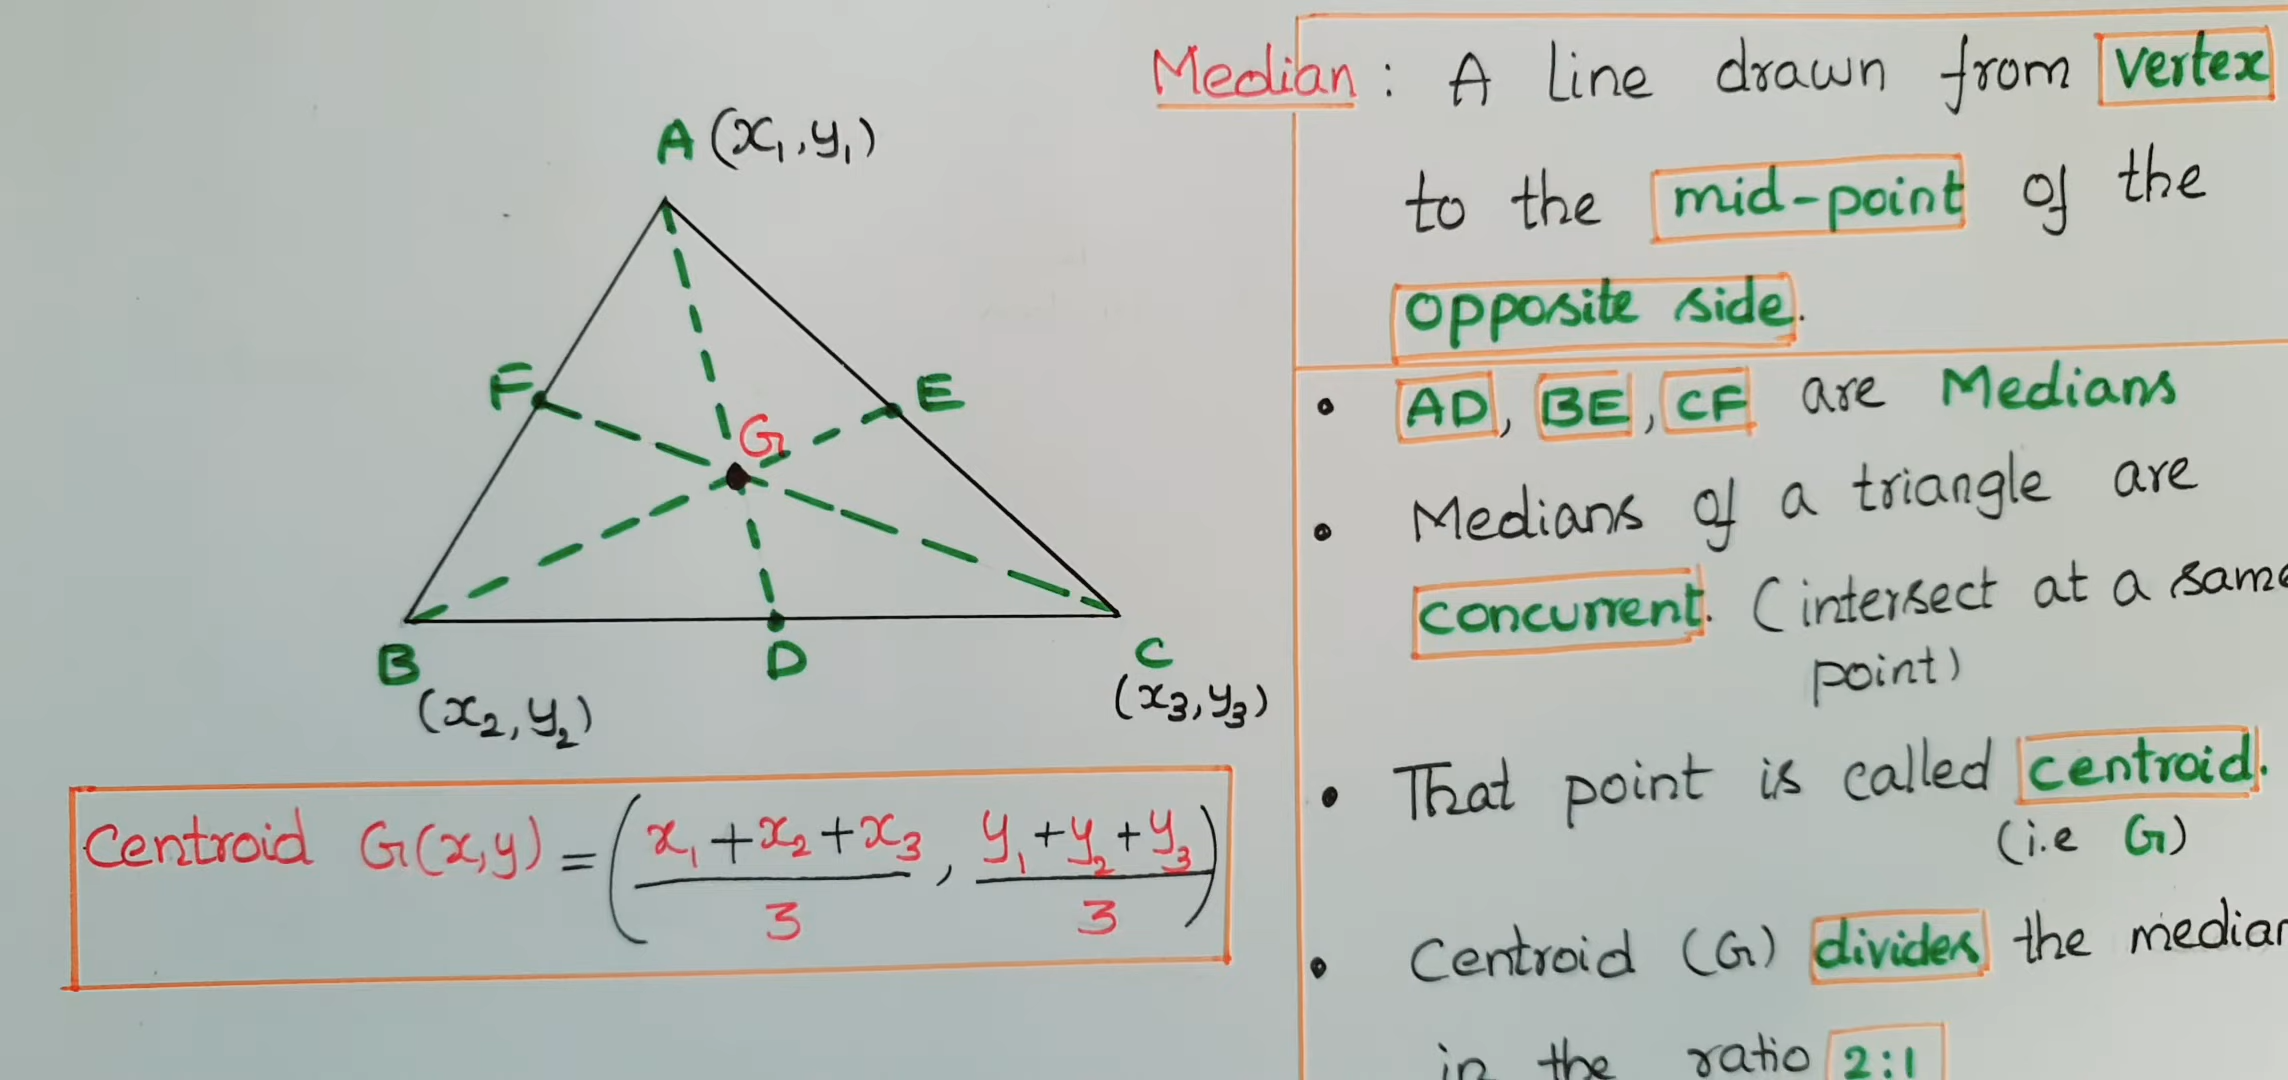 A (x₁, y₁)
F
E
G
B
D
C
(x₂, y₂)
(x₃, y₃)
Centroid G(x,y) = (x₁+x₂+x₃/3, y₁+y₂+y₃/3)
Median : A line drawn from vertex
to the mid-point of the
opposite side.
• AD, BE, CF are Medians
• Medians of a triangle are
concurrent. (intersect at a same
point)
• That point is called centroid.
(i.e G)
• Centroid (G) divides the median
in the ratio 2:1